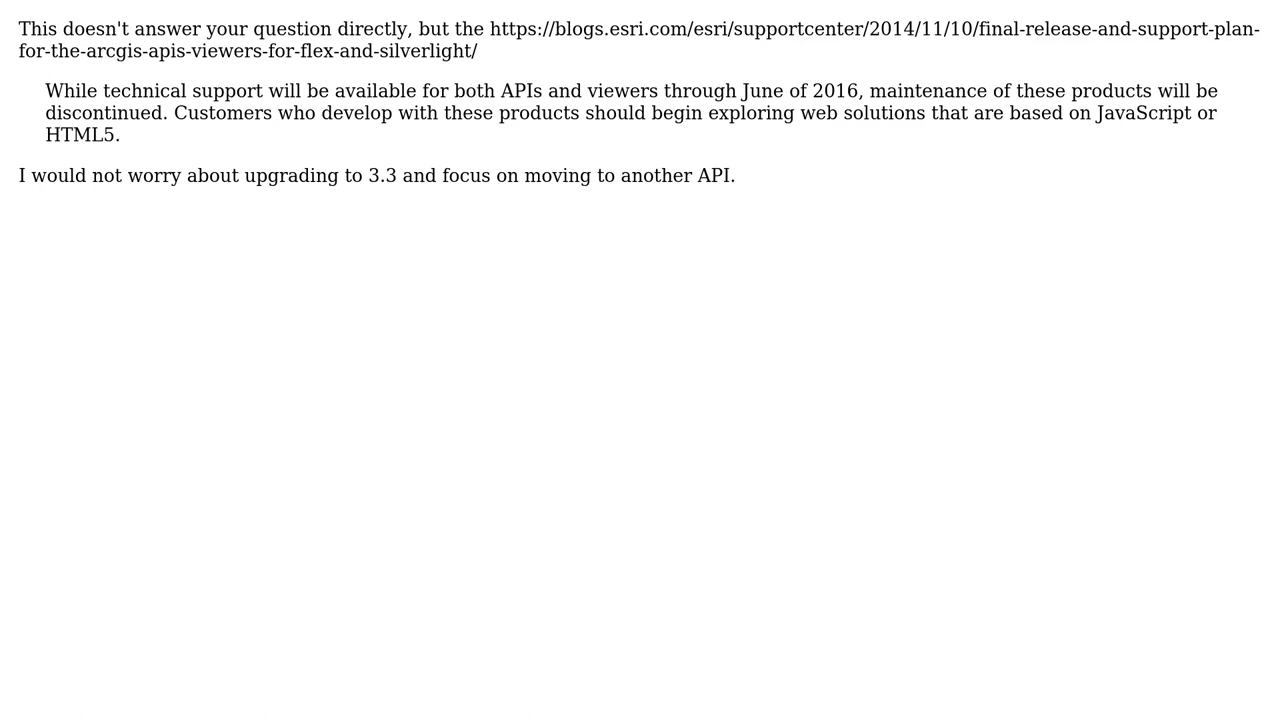 This doesn't answer your question directly, but the https://blogs.esri.com/esri/supportcenter/2014/11/10/final-release-and-support-plan-
for-the-arcgis-apis-viewers-for-flex-and-silverlight/
While technical support will be available for both APIs and viewers through June of 2016, maintenance of these products will be
discontinued. Customers who develop with these products should begin exploring web solutions that are based on JavaScript or
HTML5.
I would not worry about upgrading to 3.3 and focus on moving to another API.